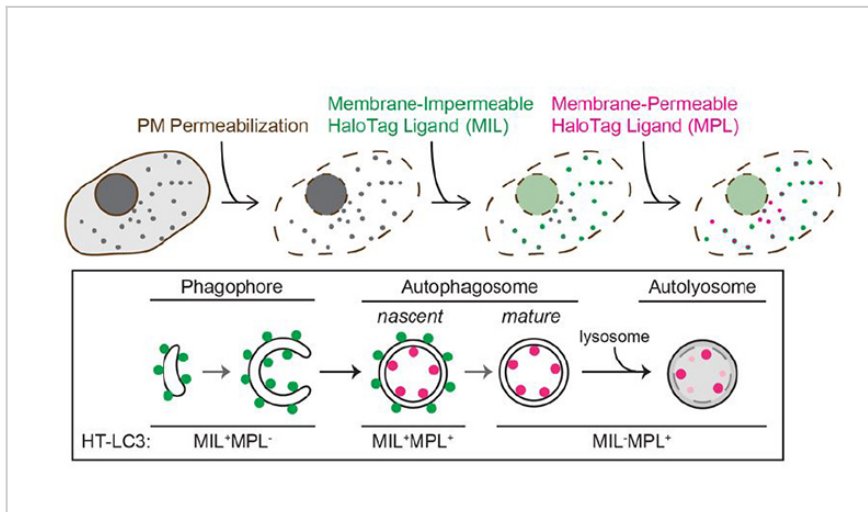 PM Permeabilization
Membrane-Impermeable
HaloTag Ligand (MIL)
Membrane-Permeable
HaloTag Ligand (MPL)
Phagophore
Autophagosome
Autolyosome
nascent
mature
lysosome
HT-LC3:
MIL⁺MPL⁻
MIL⁺MPL⁺
MIL⁻MPL⁺